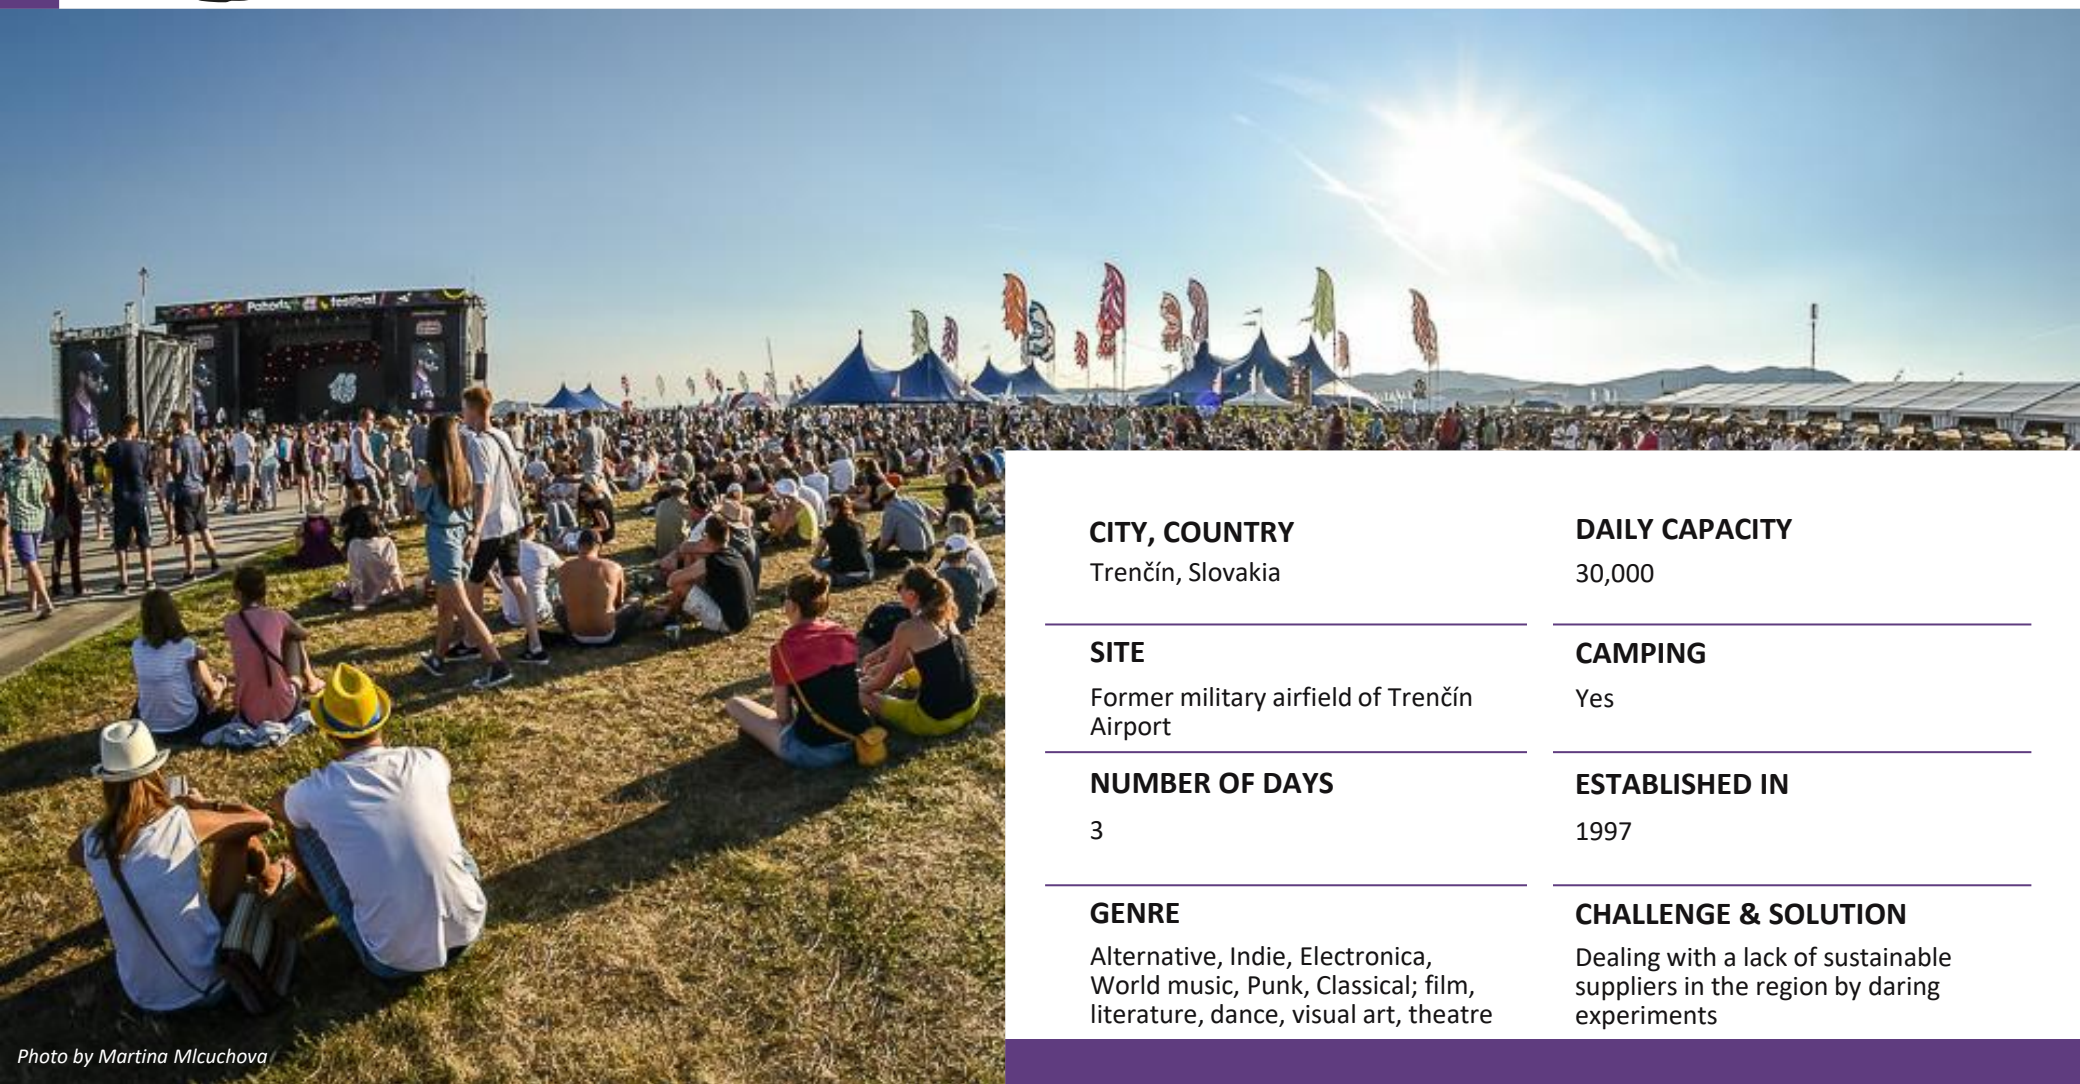 Pohoda festival
CITY, COUNTRY
Trenčín, Slovakia
DAILY CAPACITY
30,000
SITE
Former military airfield of Trenčín
Airport
CAMPING
Yes
NUMBER OF DAYS
3
ESTABLISHED IN
1997
GENRE
Alternative, Indie, Electronica,
World music, Punk, Classical; film,
literature, dance, visual art, theatre
CHALLENGE & SOLUTION
Dealing with a lack of sustainable
suppliers in the region by daring
experiments
Photo by Martina Mlcuchova